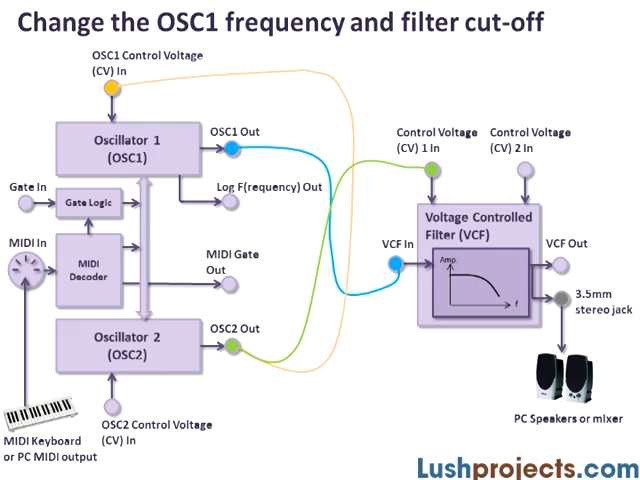 Change the OSC1 frequency and filter cut-off
OSC1 Control Voltage
(CV) In
Oscillator 1
(OSC1)
OSC1 Out
Control Voltage
(CV) 1 In
Control Voltage
(CV) 2 In
Gate In
Gate Logic
Log F(requency) Out
Voltage Controlled
Filter (VCF)
MIDI In
MIDI
Decoder
MIDI Gate
Out
VCF In
Amp.
f
VCF Out
3.5mm
stereo jack
Oscillator 2
(OSC2)
OSC2 Out
OSC2 Control Voltage
(CV) In
MIDI Keyboard
or PC MIDI output
PC Speakers or mixer
Lushprojects.com